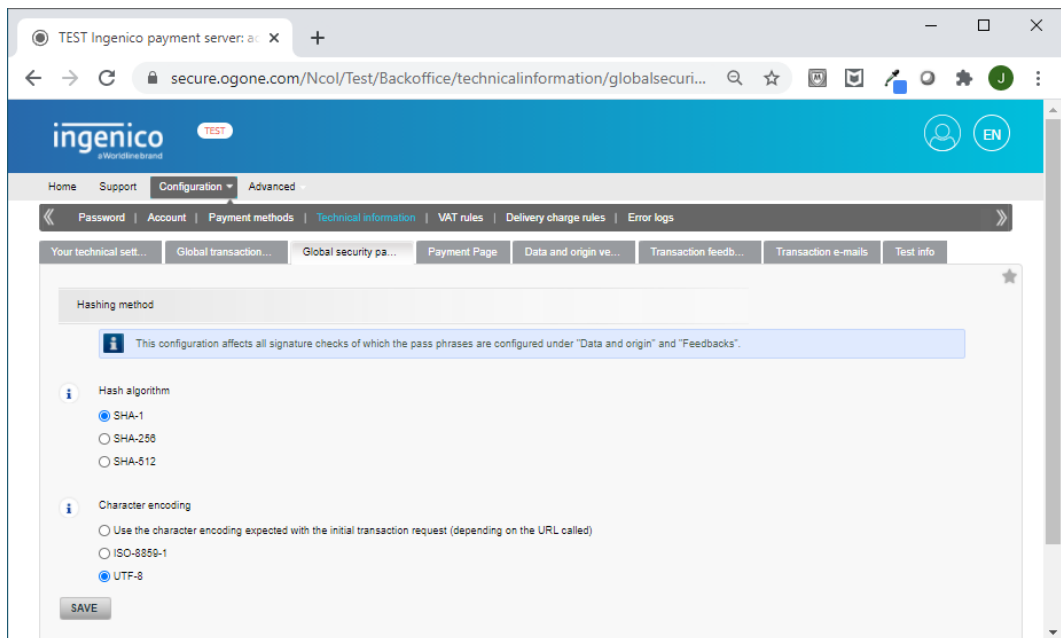 TEST Ingenico payment server: ac
secure.ogone.com/Ncol/Test/Backoffice/technicalinformation/globalsecuri...
J
ingenico
a Worldline brand
TEST
EN
Home Support Configuration Advanced
Password | Account | Payment methods | Technical information | VAT rules | Delivery charge rules | Error logs
Your technical sett... Global transaction... Global security pa... Payment Page Data and origin ve... Transaction feedb... Transaction e-mails Test info
Hashing method
This configuration affects all signature checks of which the pass phrases are configured under "Data and origin" and "Feedbacks".
Hash algorithm
SHA-1
SHA-256
SHA-512
Character encoding
Use the character encoding expected with the initial transaction request (depending on the URL called)
ISO-8859-1
UTF-8
SAVE